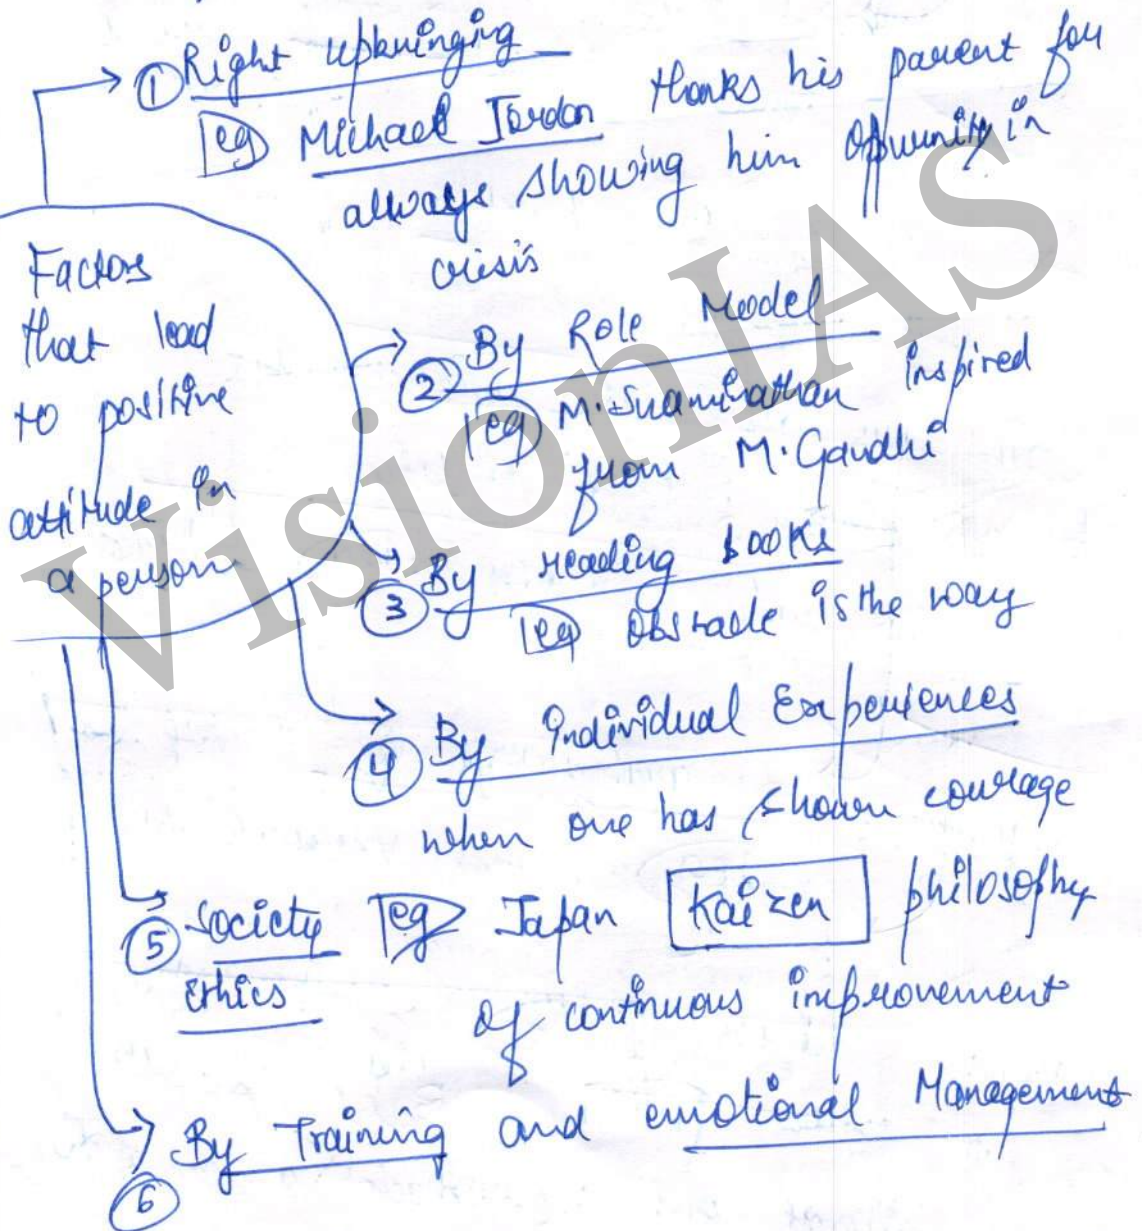 ① Right upbringing
eg Michael Jordon thanks his parent for
always showing him oppunity in
crisis
Factors
that lead
to positive
attitude in
a person
② By Role Model
eg M. Swaminathan inspired
from M. Gandhi
③ By reading books
eg Obstacle is the way
④ By individual Experiences
when one has shown courage
⑤ Society eg Japan Kaizen philosophy
Ethics of continuous improvement
⑥ By Training and emotional Management
VisionIAS